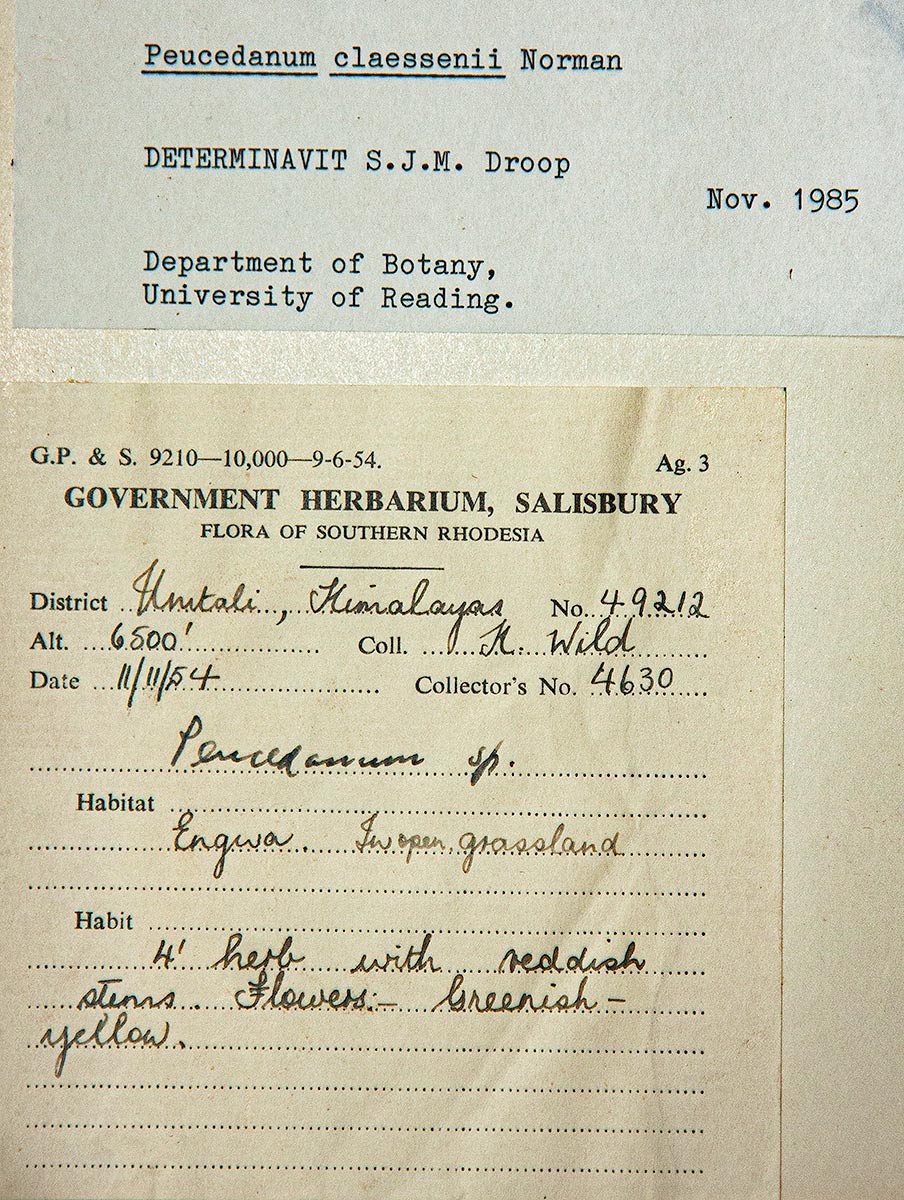 Peucedanum claessenii Norman
DETERMINAVIT S.J.M. Droop
Nov. 1985
Department of Botany,
University of Reading.
G.P. & S. 9210—10,000—9-6-54.
Ag. 3
GOVERNMENT HERBARIUM, SALISBURY
FLORA OF SOUTHERN RHODESIA
District Umtali, Himalayas No. 49212
Alt. 6500' Coll. H. Wild
Date 11/11/54 Collector's No. 4630
Peucedanum sp.
Habitat
Engwa. In open grassland
Habit
4' herb with reddish
stems. Flowers:- Greenish-
yellow.